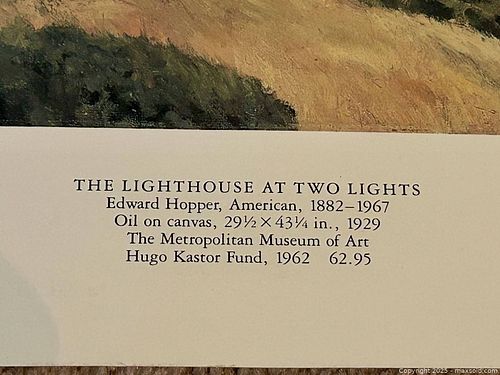 THE LIGHTHOUSE AT TWO LIGHTS
Edward Hopper, American, 1882–1967
Oil on canvas, 29½ × 43¼ in., 1929
The Metropolitan Museum of Art
Hugo Kastor Fund, 1962 62.95
Copyright 2025 - maxsold.com